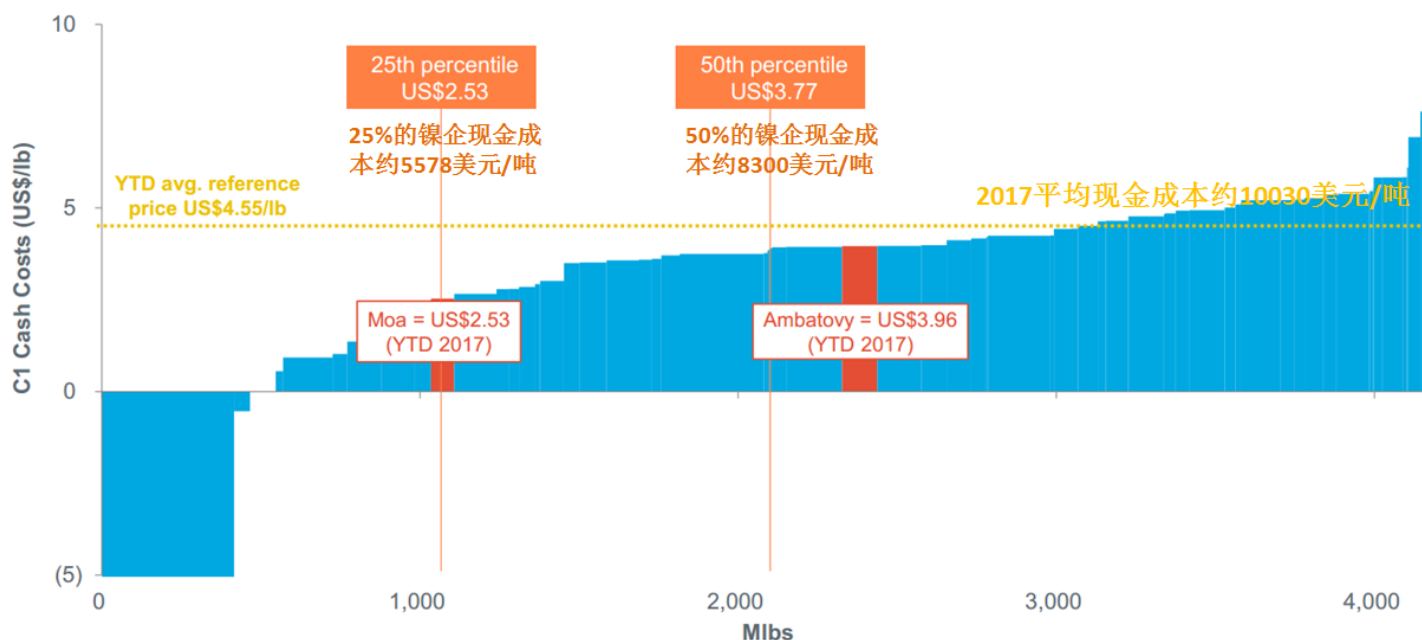 10
25th percentile
US$2.53
50th percentile
US$3.77
25%的镍企现金成
本约5578美元/吨
50%的镍企现金成
本约8300美元/吨
YTD avg. reference
price US$4.55/lb
2017平均现金成本约10030美元/吨
5
C1 Cash Costs (US$/lb)
Moa = US$2.53
(YTD 2017)
Ambatovy = US$3.96
(YTD 2017)
0
(5)
0
1,000
2,000
3,000
4,000
Mlbs